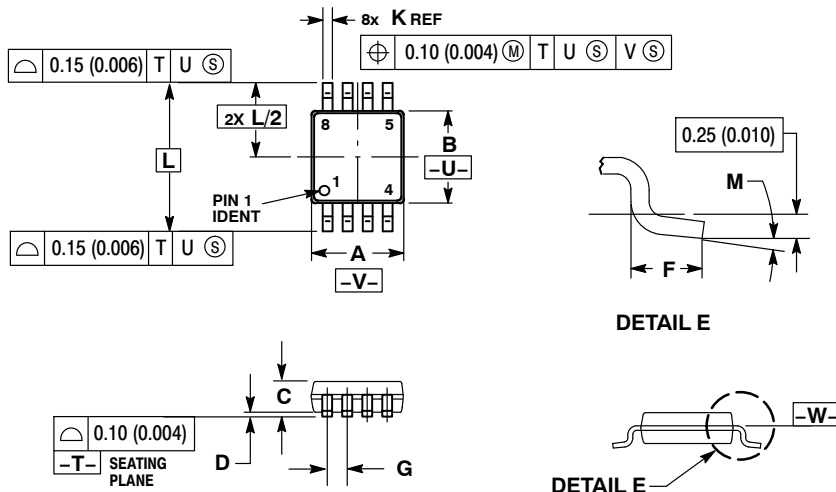 8x K REF
⌖ 0.10 (0.004) Ⓜ T U Ⓢ V Ⓢ
⌓ 0.15 (0.006) T U Ⓢ
2X L/2
L
8 5
B
-U-
PIN 1
IDENT
1 4
⌓ 0.15 (0.006) T U Ⓢ
A
-V-
0.25 (0.010)
M
F
DETAIL E
C
⌓ 0.10 (0.004)
-T- SEATING
PLANE
D
G
-W-
DETAIL E